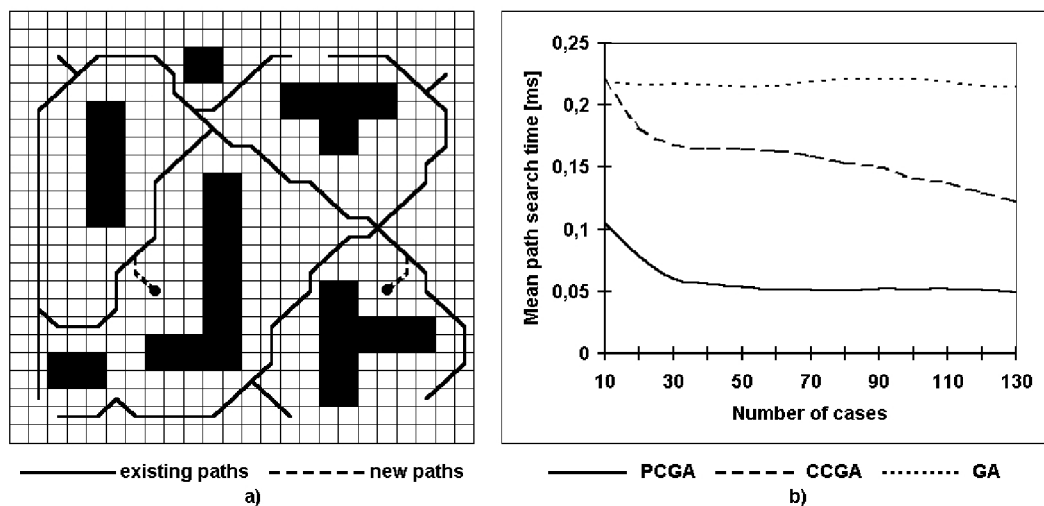 existing paths
new paths
a)
Mean path search time [ms]
0,25
0,2
0,15
0,1
0,05
0
10
30
50
70
90
110
130
Number of cases
PCGA
CCGA
GA
b)